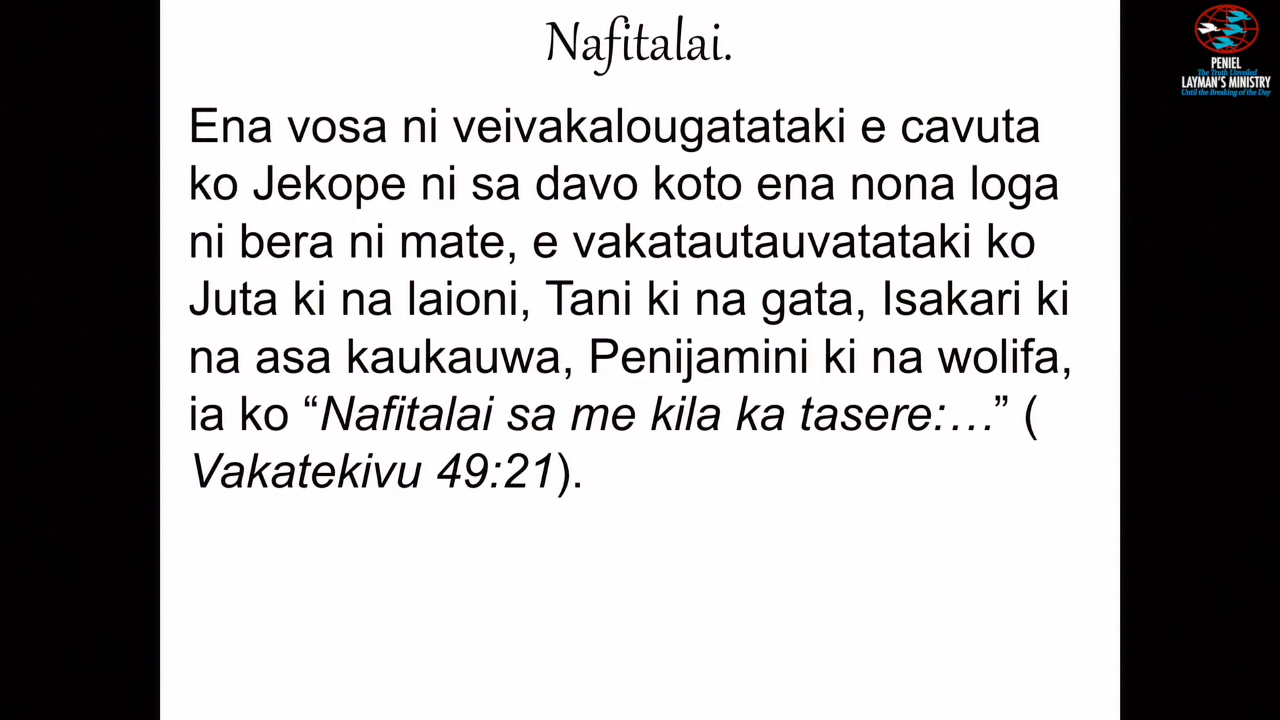 Nafitalai.
PENIEL
The Truth Unveiled
LAYMAN'S MINISTRY
Until the Breaking of the Day
Ena vosa ni veivakalougatataki e cavuta
ko Jekope ni sa davo koto ena nona loga
ni bera ni mate, e vakatautauvatataki ko
Juta ki na laioni, Tani ki na gata, Isakari ki
na asa kaukauwa, Penijamini ki na wolifa,
ia ko “Nafitalai sa me kila ka tasere:…” (
Vakatekivu 49:21).